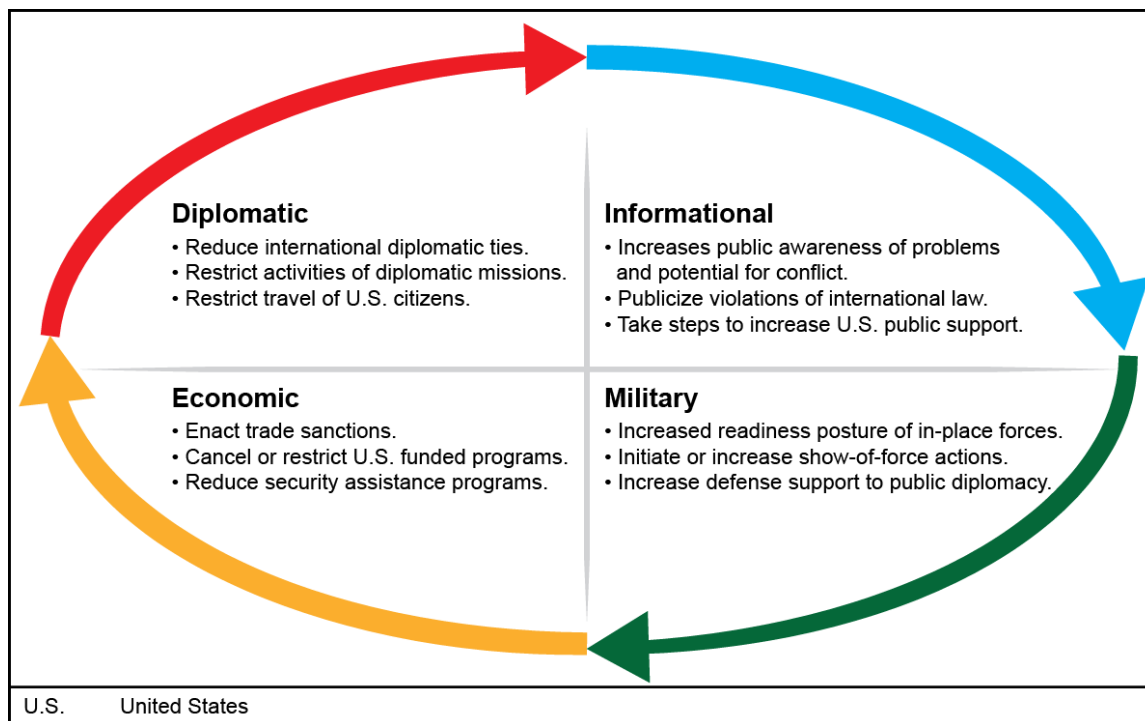 Diplomatic
• Reduce international diplomatic ties.
• Restrict activities of diplomatic missions.
• Restrict travel of U.S. citizens.
Informational
• Increases public awareness of problems
and potential for conflict.
• Publicize violations of international law.
• Take steps to increase U.S. public support.
Economic
• Enact trade sanctions.
• Cancel or restrict U.S. funded programs.
• Reduce security assistance programs.
Military
• Increased readiness posture of in-place forces.
• Initiate or increase show-of-force actions.
• Increase defense support to public diplomacy.
U.S. United States